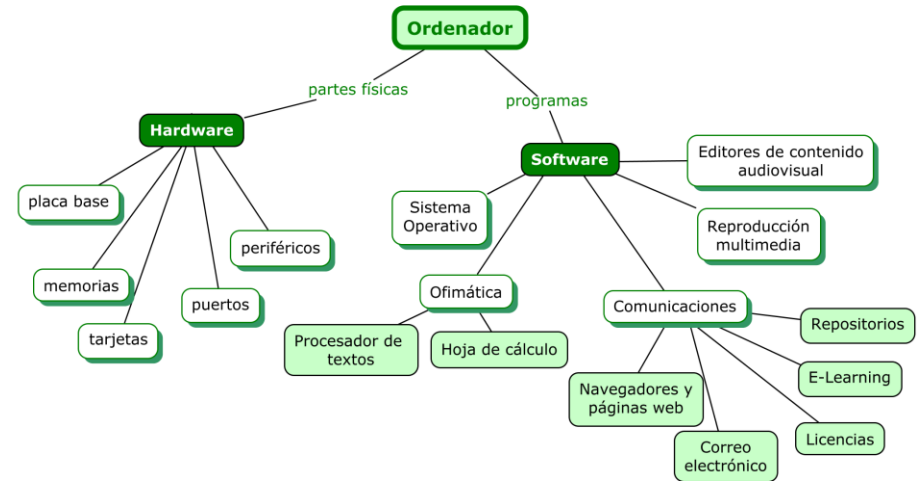 Ordenador
partes físicas
programas
Hardware
Software
placa base
memorias
tarjetas
puertos
periféricos
Sistema
Operativo
Ofimática
Procesador de
textos
Hoja de cálculo
Editores de contenido
audiovisual
Reproducción
multimedia
Comunicaciones
Repositorios
E-Learning
Licencias
Correo
electrónico
Navegadores y
páginas web